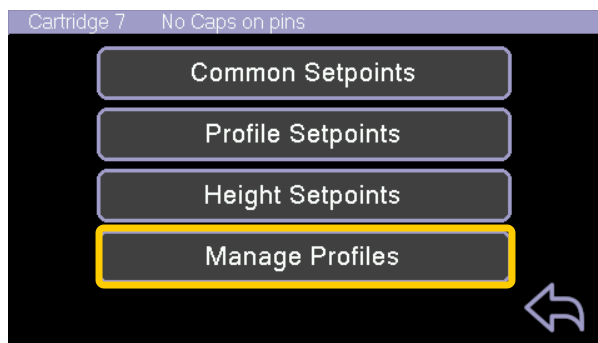 Cartridge 7 No Caps on pins
Common Setpoints
Profile Setpoints
Height Setpoints
Manage Profiles